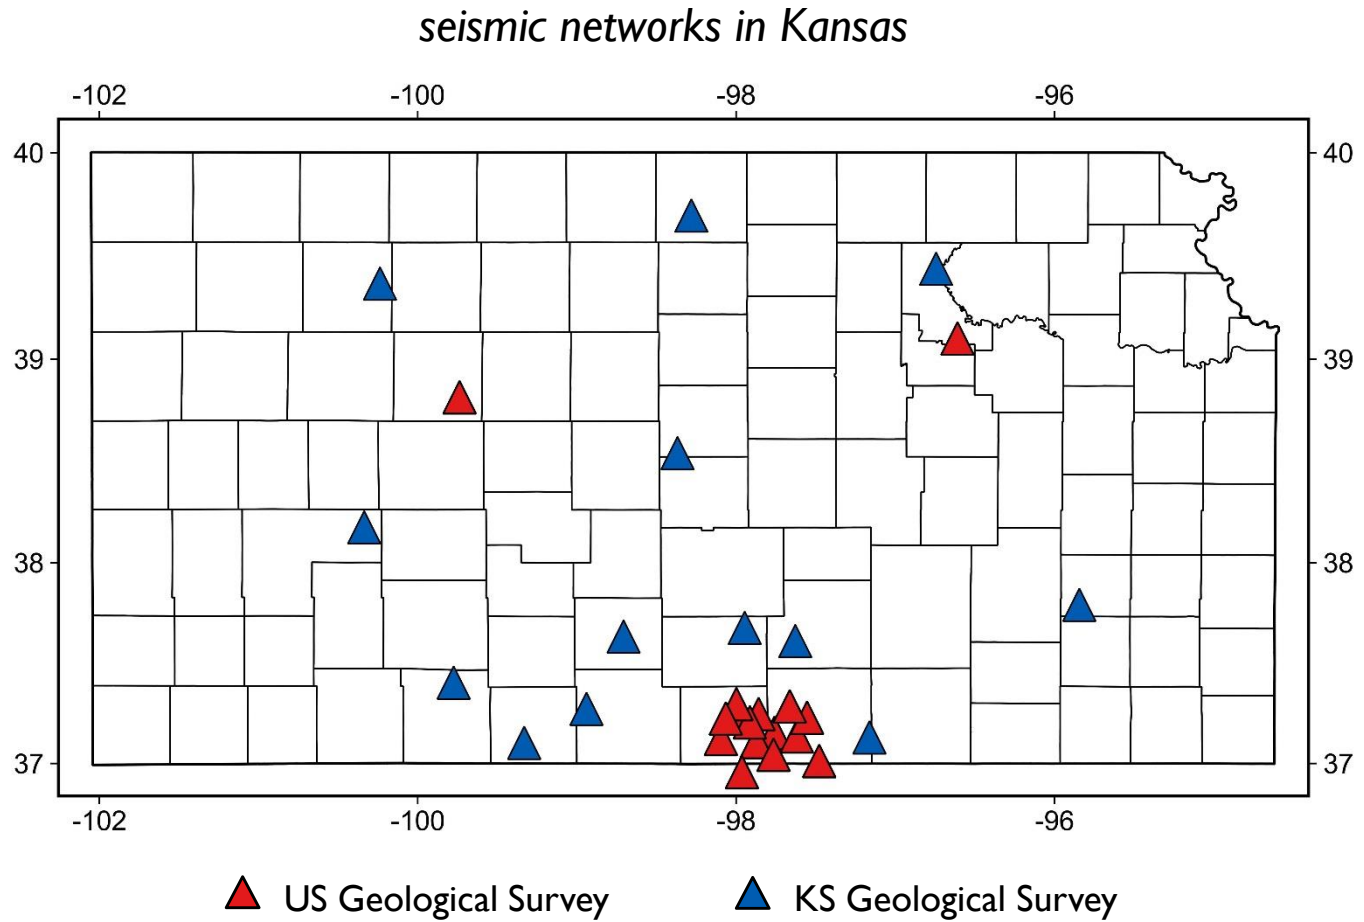 seismic networks in Kansas
-102 -100 -98 -96
40 40
39 39
38 38
37 37
-102 -100 -98 -96
US Geological Survey KS Geological Survey